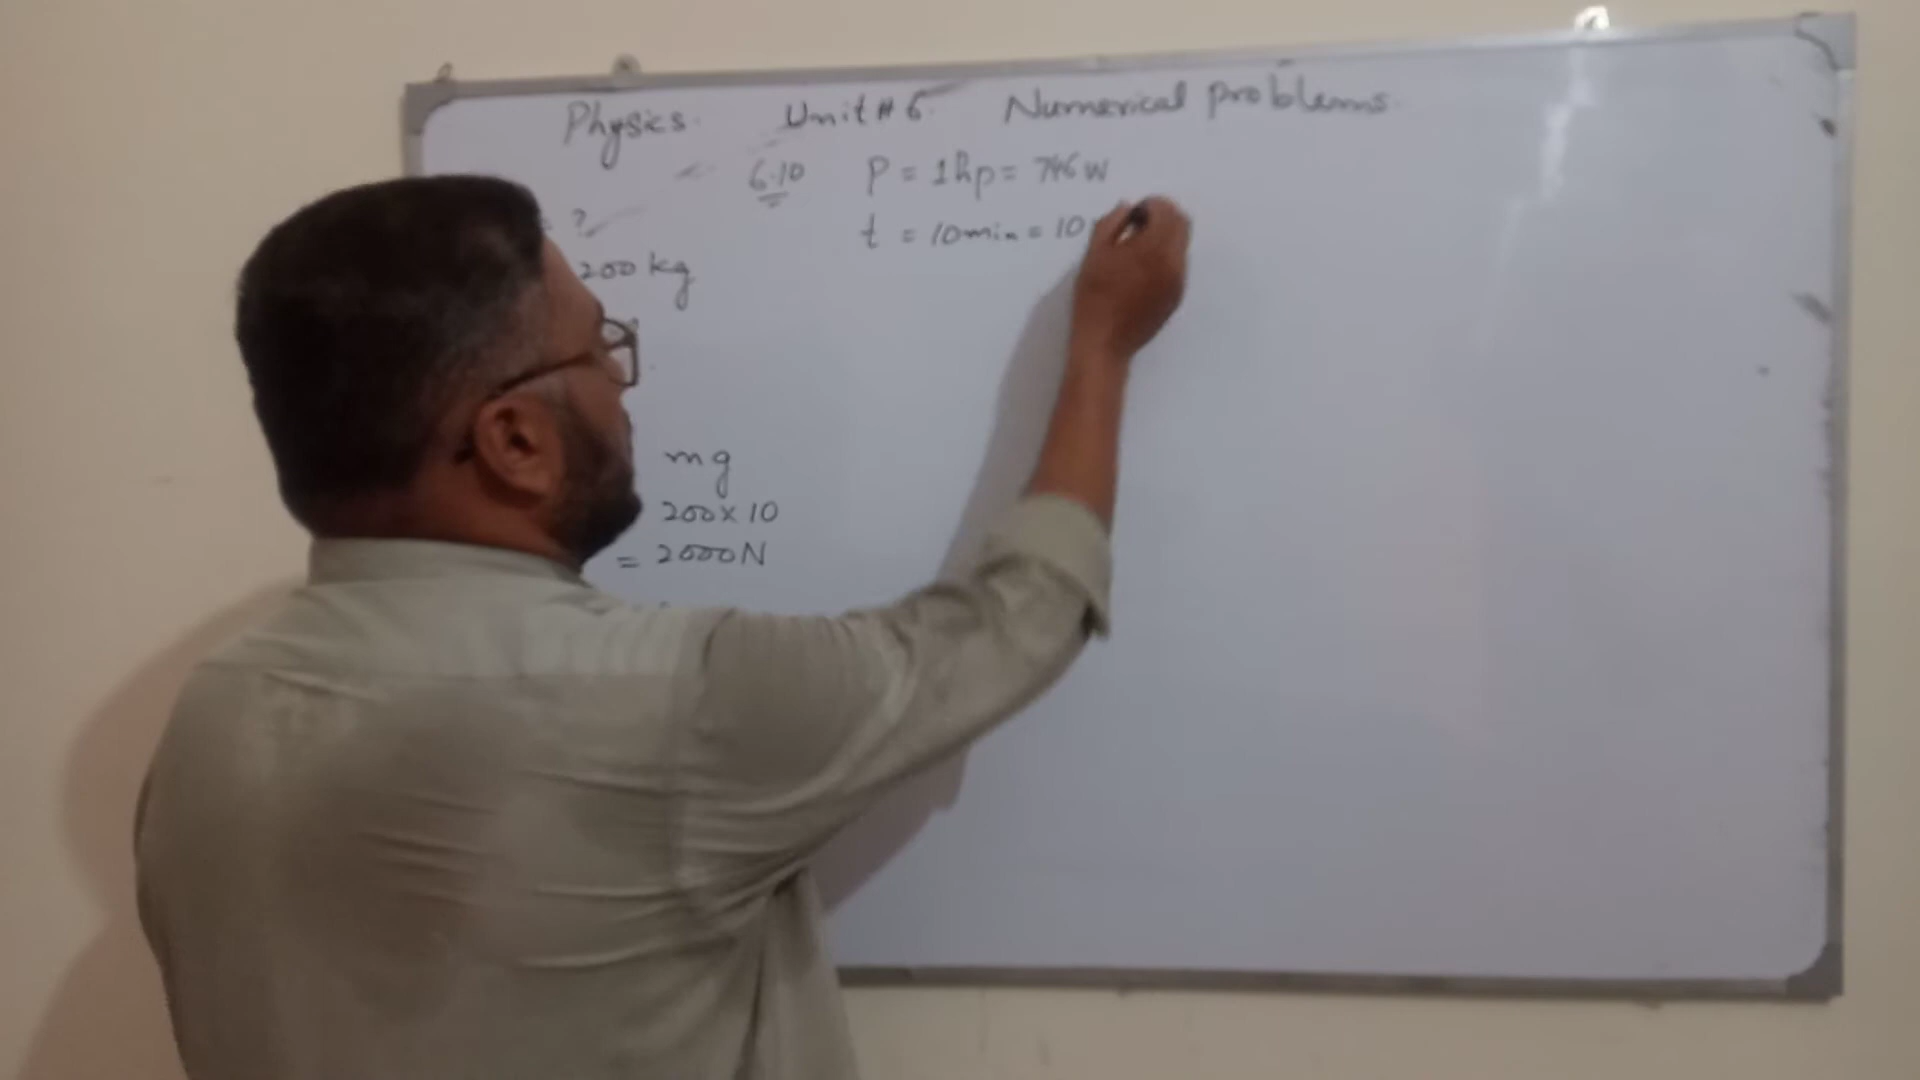 Physics. Unit # 6. Numerical problems
= ?
200 kg
mg
200 x 10
= 2000N
6.10 P = 1hp = 746 w
t = 10min = 10